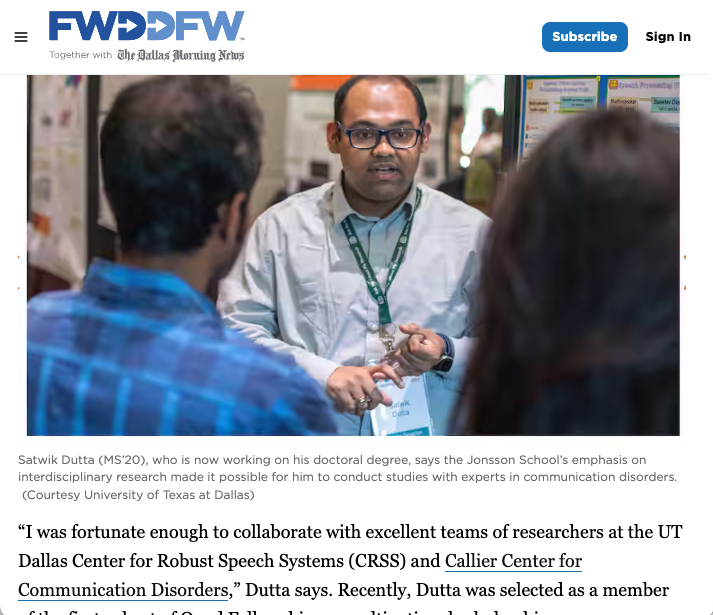 FWD>DFW
Together with The Dallas Morning News
Subscribe
Sign In
Satwik
Dutta
Satwik Dutta (MS’20), who is now working on his doctoral degree, says the Jonsson School’s emphasis on
interdisciplinary research made it possible for him to conduct studies with experts in communication disorders.
(Courtesy University of Texas at Dallas)
“I was fortunate enough to collaborate with excellent teams of researchers at the UT
Dallas Center for Robust Speech Systems (CRSS) and Callier Center for
Communication Disorders,” Dutta says. Recently, Dutta was selected as a member